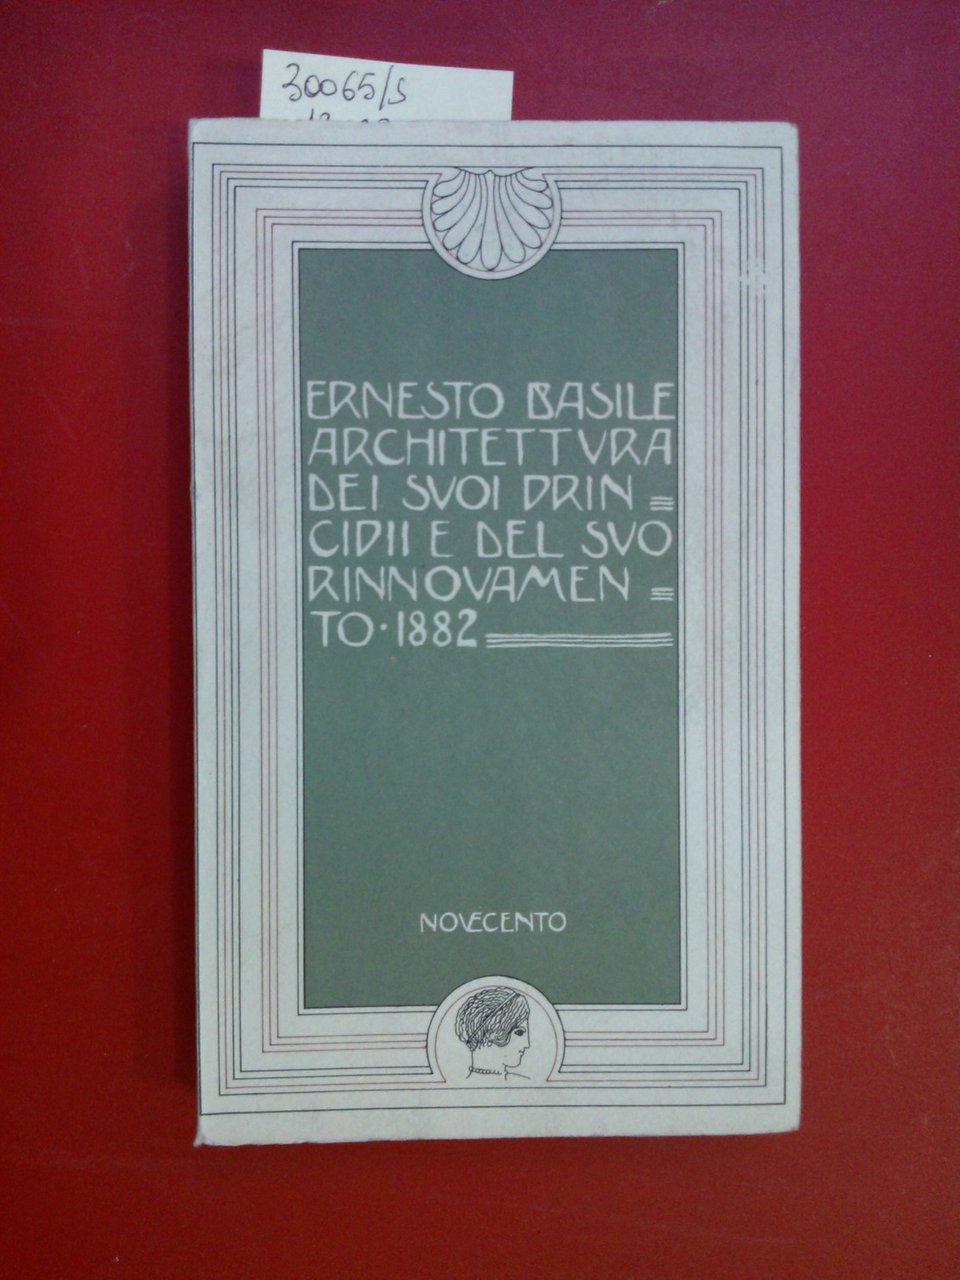 30065/s
ERNESTO BASILE
ARCHITETTVRA
DEI SVOI PRIN=
CIPII E DEL SVO
RINNOVAMEN=
TO·1882
NOVECENTO